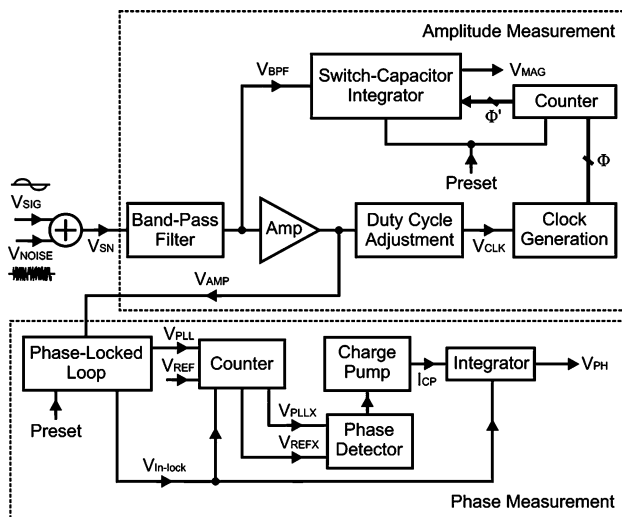 Amplitude Measurement
VBPF
Switch-Capacitor
Integrator
VMAG
Counter
Φ'
Φ
Preset
VSIG
VNOISE
VSN
Band-Pass
Filter
Amp
Duty Cycle
Adjustment
VCLK
Clock
Generation
VAMP
Phase-Locked
Loop
VPLL
VREF
Counter
Charge
Pump
ICP
Integrator
VPH
Preset
VPLLX
VREFX
Phase
Detector
VIn-lock
Phase Measurement